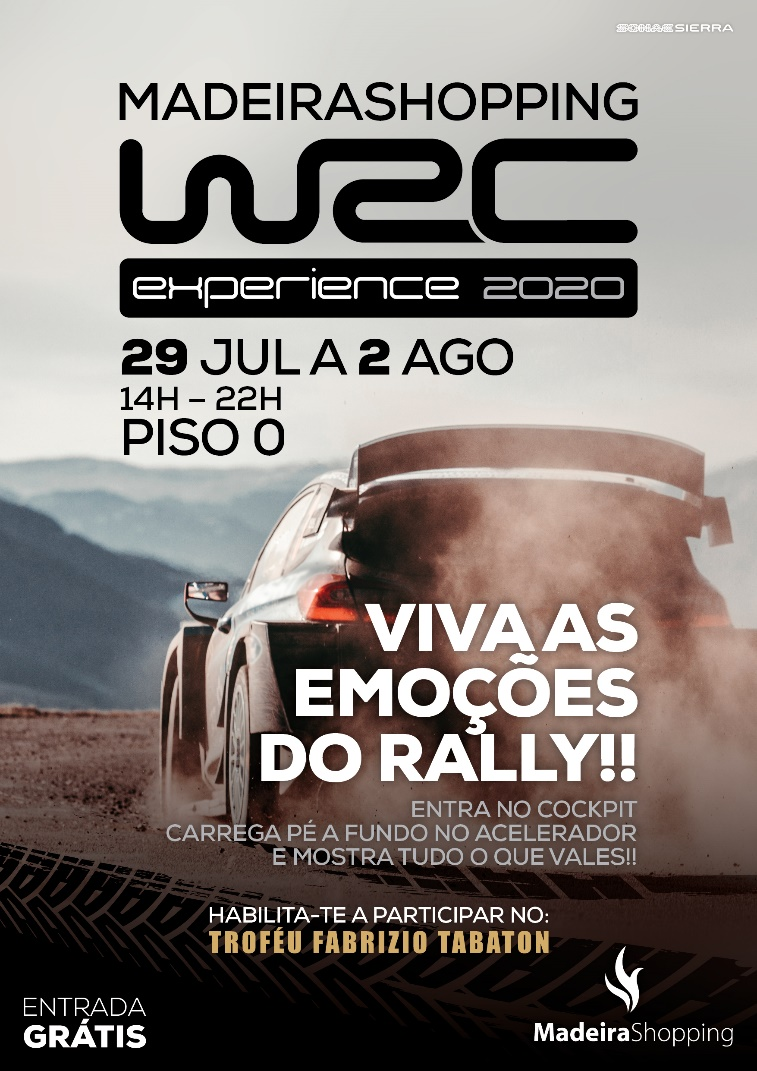 SONAE SIERRA
MADEIRASHOPPING
WRC
experience 2020
29 JUL A 2 AGO
14H – 22H
PISO 0
VIVA AS
EMOÇÕES
DO RALLY!!
ENTRA NO COCKPIT
CARREGA PÉ A FUNDO NO ACELERADOR
E MOSTRA TUDO O QUE VALES!!
HABILITA-TE A PARTICIPAR NO:
TROFÉU FABRIZIO TABATON
ENTRADA
GRÁTIS
MadeiraShopping